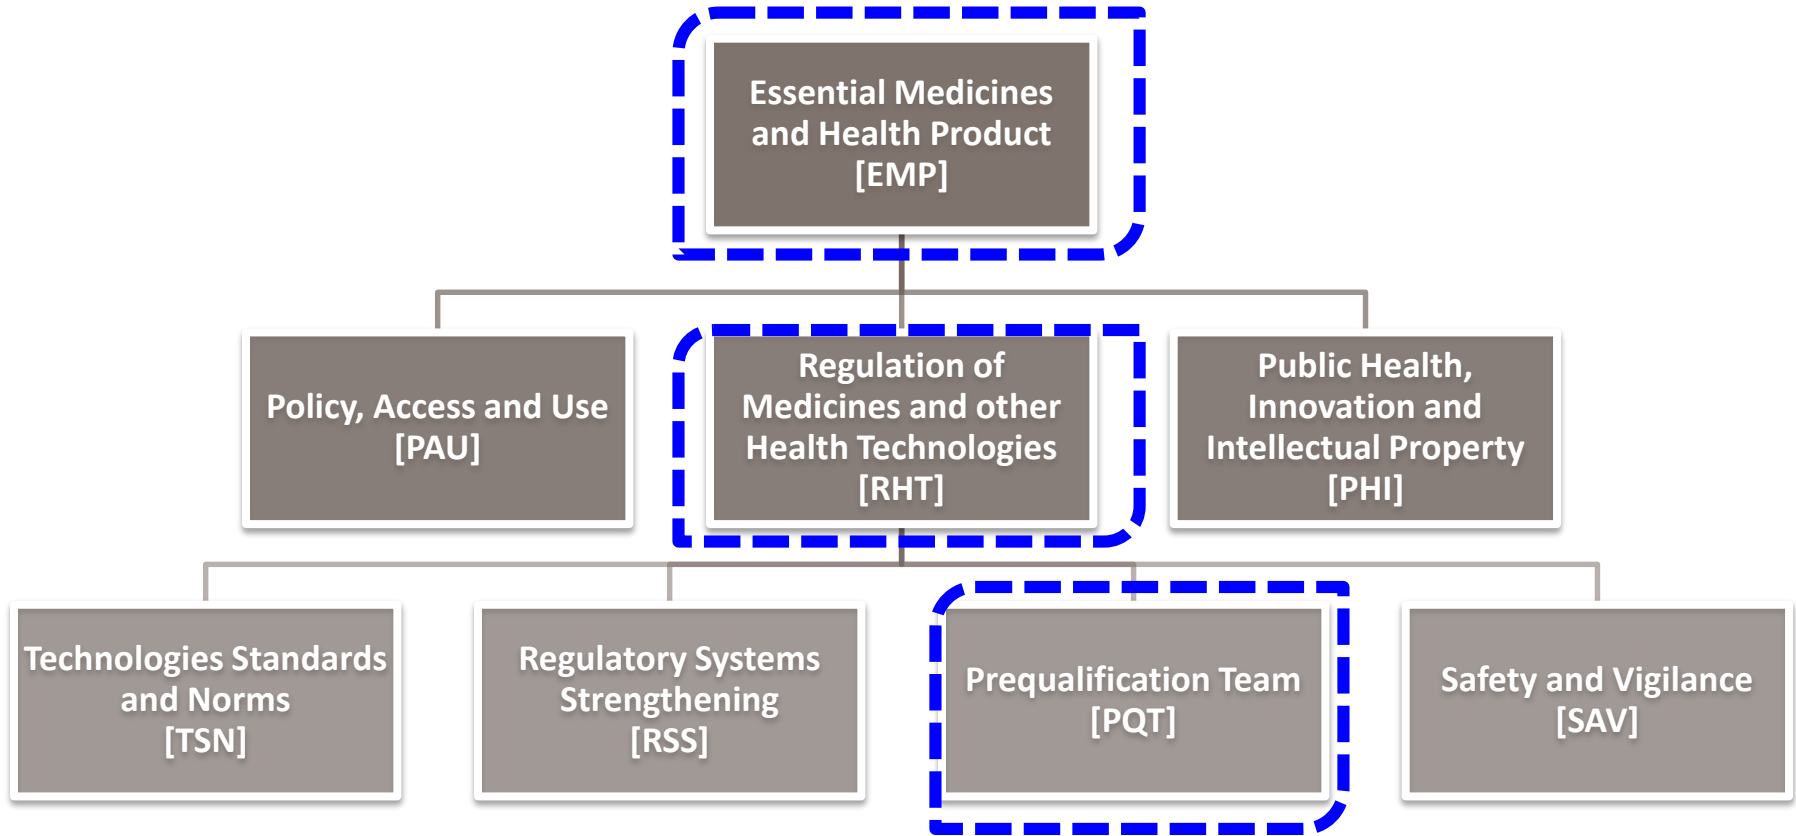 Essential Medicines
and Health Product
[EMP]
Policy, Access and Use
[PAU]
Regulation of
Medicines and other
Health Technologies
[RHT]
Public Health,
Innovation and
Intellectual Property
[PHI]
Technologies Standards
and Norms
[TSN]
Regulatory Systems
Strengthening
[RSS]
Prequalification Team
[PQT]
Safety and Vigilance
[SAV]